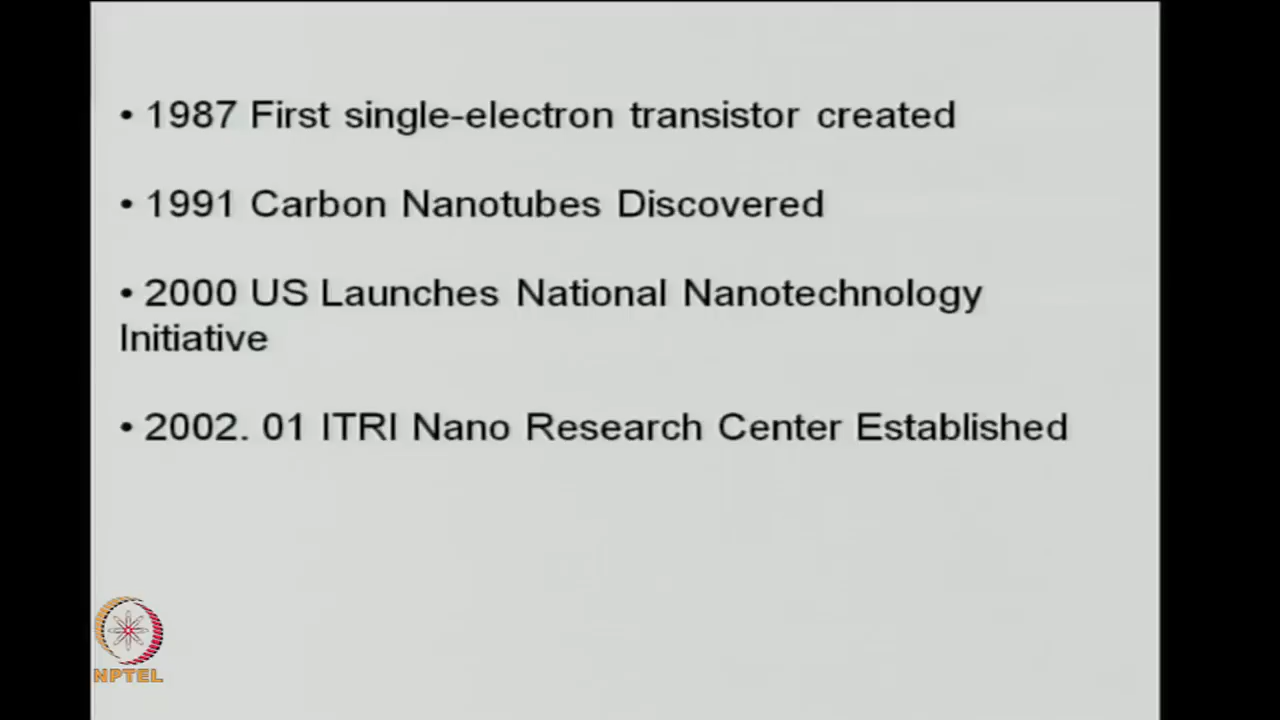 • 1987 First single-electron transistor created
• 1991 Carbon Nanotubes Discovered
• 2000 US Launches National Nanotechnology
Initiative
• 2002. 01 ITRI Nano Research Center Established
NPTEL